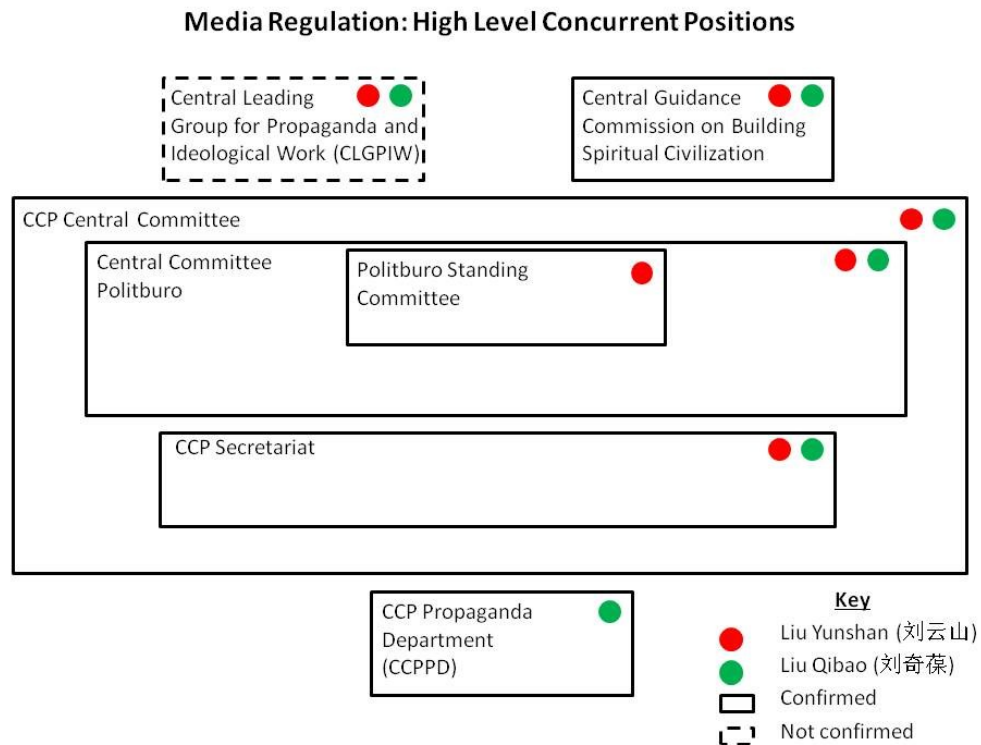 Media Regulation: High Level Concurrent Positions
Central Leading
Group for Propaganda and
Ideological Work (CLGPIW)
Central Guidance
Commission on Building
Spiritual Civilization
CCP Central Committee
Central Committee
Politburo
Politburo Standing
Committee
CCP Secretariat
CCP Propaganda
Department
(CCPPD)
Key
Liu Yunshan (刘云山)
Liu Qibao (刘奇葆)
Confirmed
Not confirmed